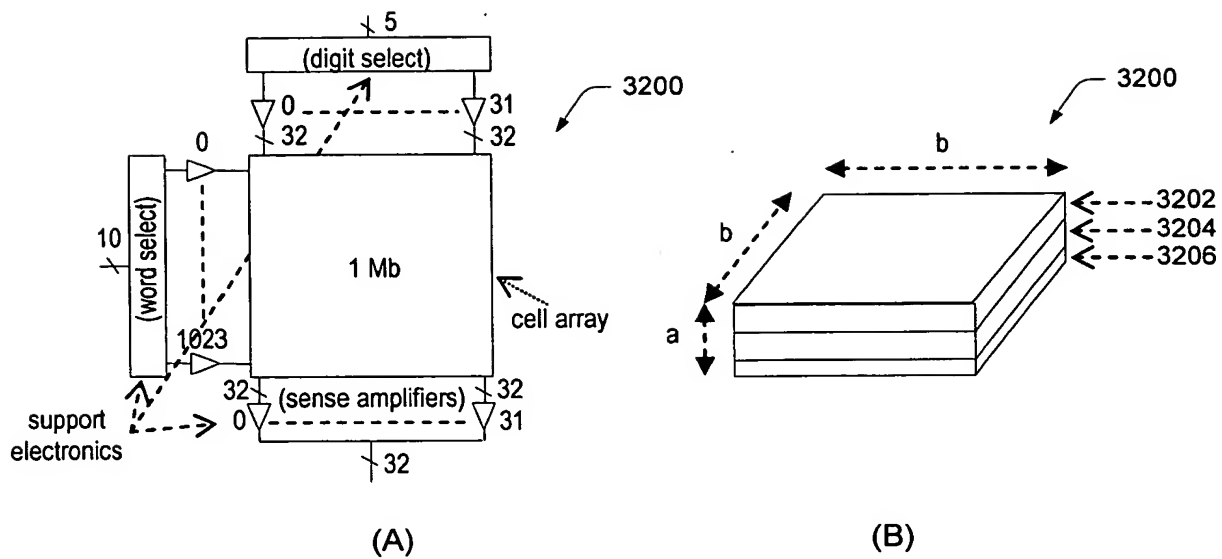 5
(digit select)
3200
0
31
32
32
0
10
(word select)
1 Mb
cell array
1023
support
electronics
32
(sense amplifiers)
32
0
31
32
(A)
3200
b
b
a
3202
3204
3206
(B)